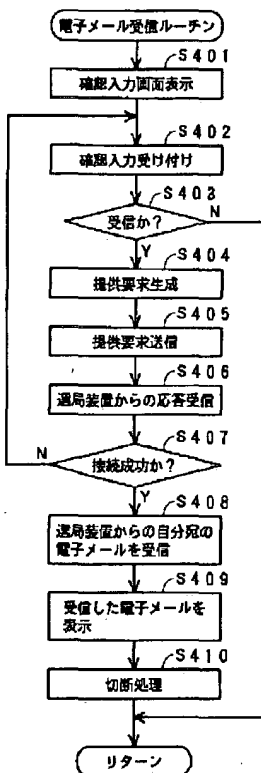 電子メール受信ルーチン
S401
確認入力画面表示
S402
確認入力受け付け
S403
受信か?
N
Y
S404
提供要求生成
S405
提供要求送信
S406
選局装置からの応答受信
S407
N
接続成功か?
Y
S408
選局装置からの自分宛の
電子メールを受信
S409
受信した電子メールを
表示
S410
切断処理
リターン